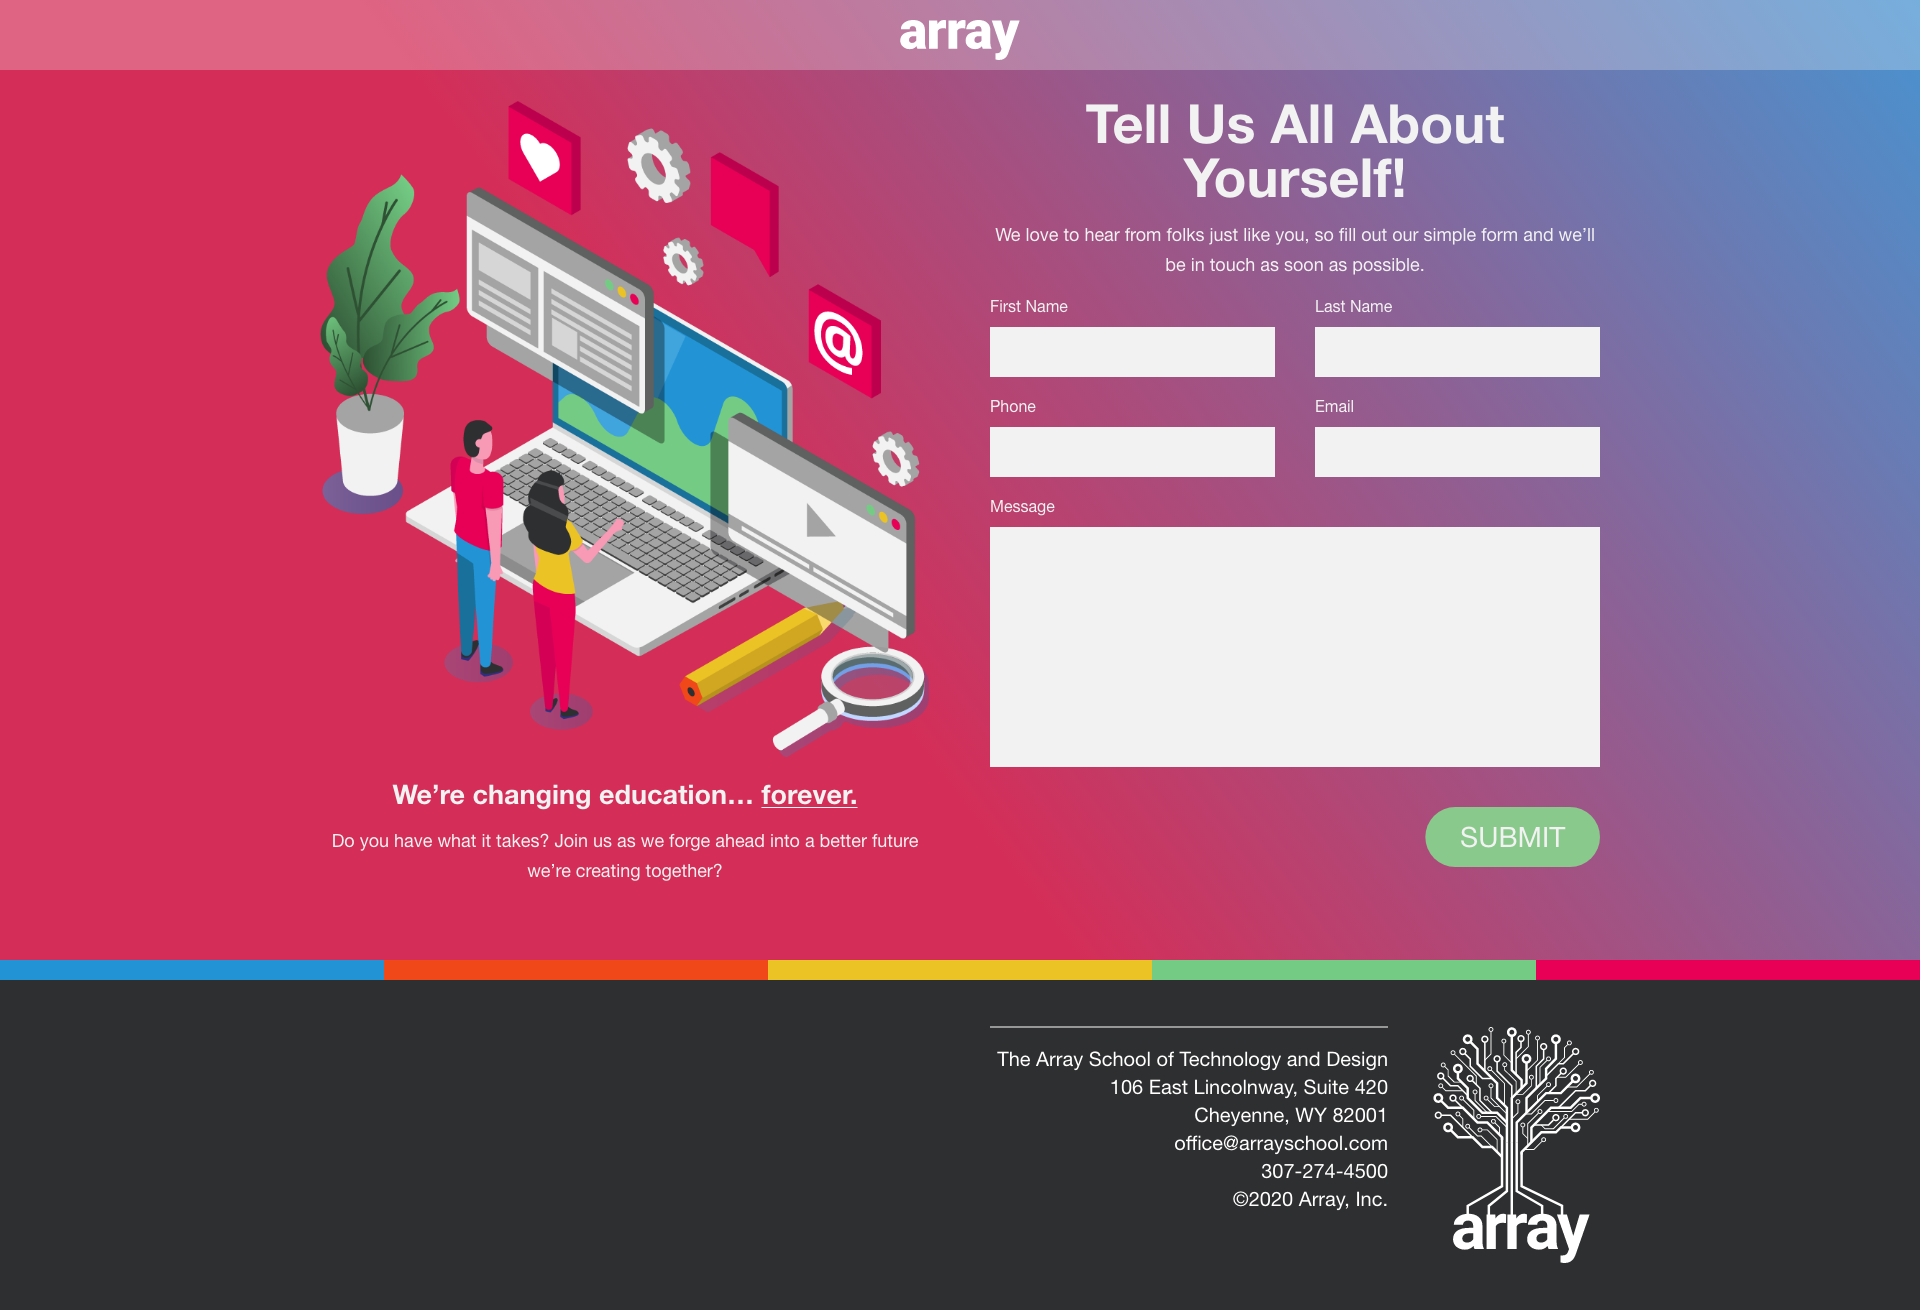 array
Tell Us All About
Yourself!
We love to hear from folks just like you, so fill out our simple form and we’ll
be in touch as soon as possible.
First Name
Last Name
Phone
Email
Message
SUBMIT
@
We’re changing education… forever.
Do you have what it takes? Join us as we forge ahead into a better future
we’re creating together?
The Array School of Technology and Design
106 East Lincolnway, Suite 420
Cheyenne, WY 82001
office@arrayschool.com
307-274-4500
©2020 Array, Inc.
array